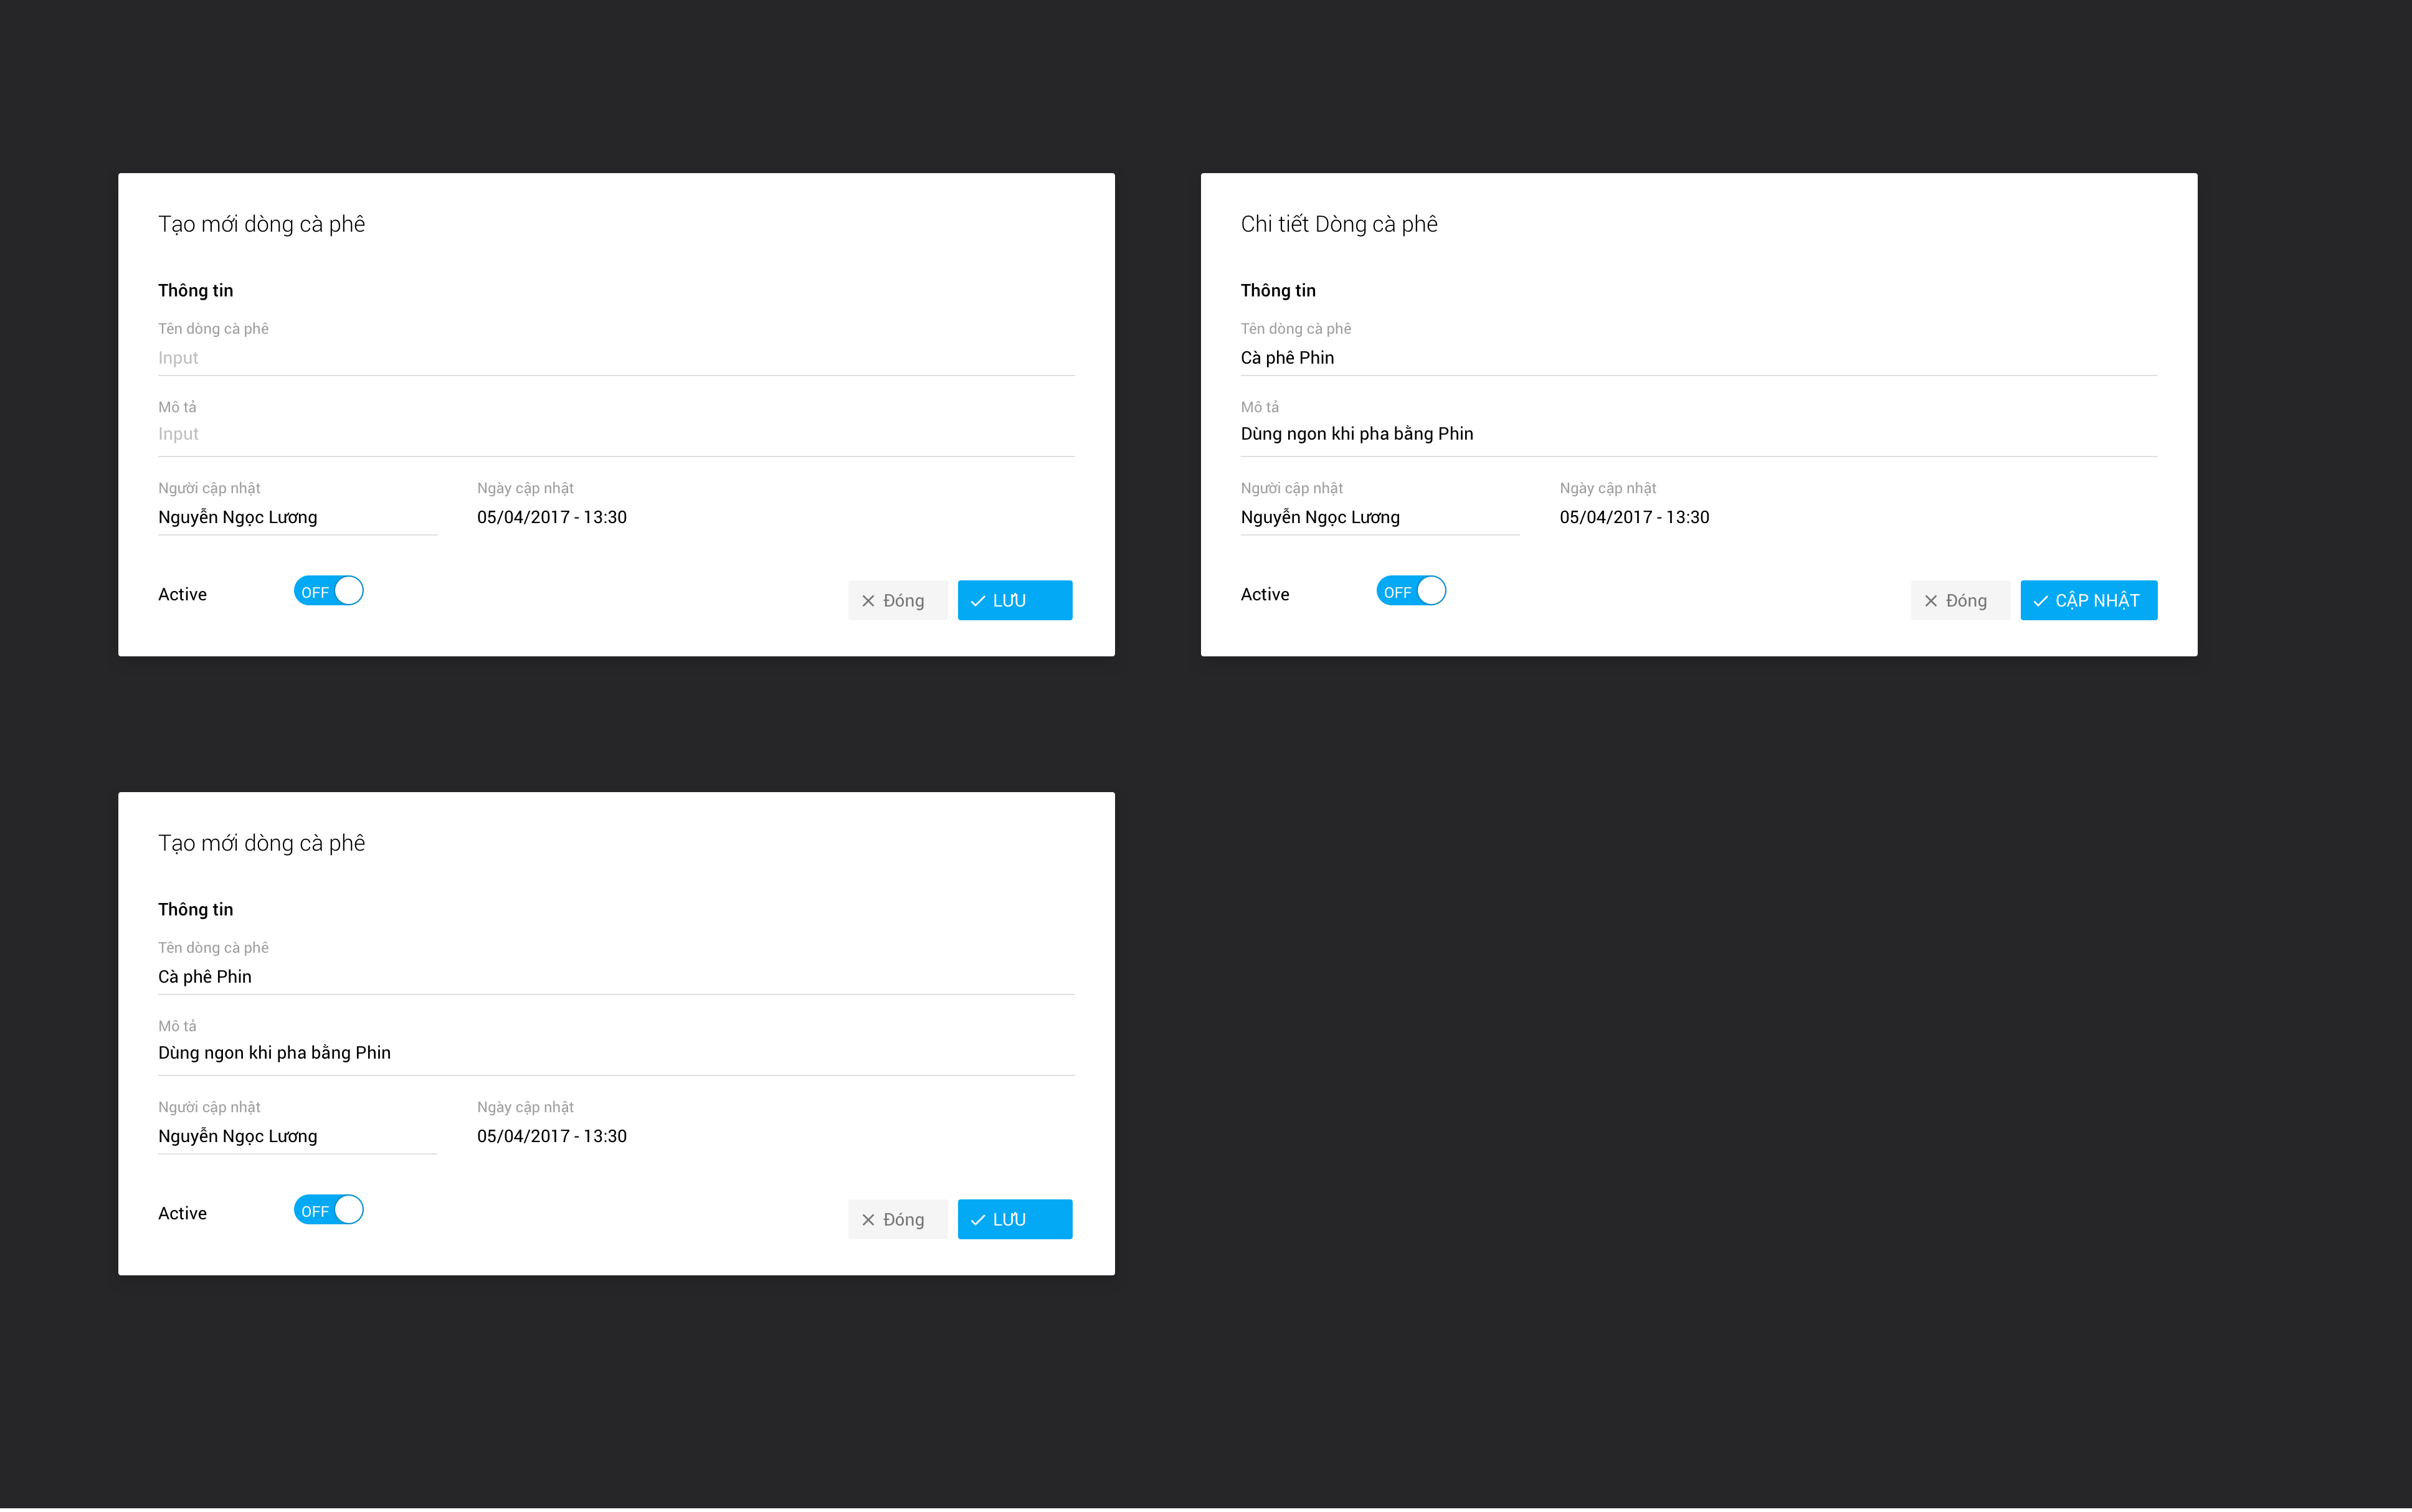 Tạo mới dòng cà phê
Thông tin
Tên dòng cà phê
Input
Mô tả
Input
Người cập nhật Ngày cập nhật
Nguyễn Ngọc Lương 05/04/2017 - 13:30
Active OFF Đóng LƯU
Chi tiết Dòng cà phê
Thông tin
Tên dòng cà phê
Cà phê Phin
Mô tả
Dùng ngon khi pha bằng Phin
Người cập nhật Ngày cập nhật
Nguyễn Ngọc Lương 05/04/2017 - 13:30
Active OFF Đóng CẬP NHẬT
Tạo mới dòng cà phê
Thông tin
Tên dòng cà phê
Cà phê Phin
Mô tả
Dùng ngon khi pha bằng Phin
Người cập nhật Ngày cập nhật
Nguyễn Ngọc Lương 05/04/2017 - 13:30
Active OFF Đóng LƯU